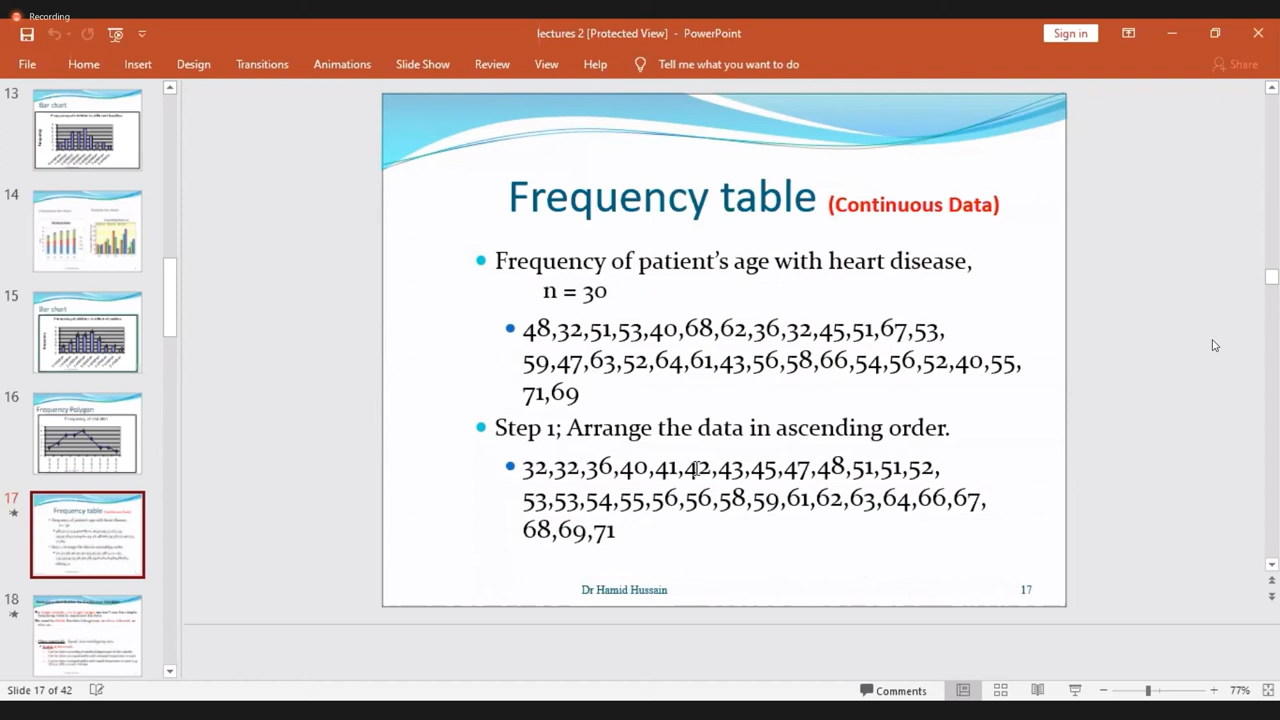 Recording
lectures 2 [Protected View] - PowerPoint
Sign in
File Home Insert Design Transitions Animations Slide Show Review View Help Tell me what you want to do
Share
13
Bar chart
14
15
Bar chart
16
Frequency Polygon
17
18
Frequency table (Continuous Data)
Frequency of patient's age with heart disease,
n = 30
48,32,51,53,40,68,62,36,32,45,51,67,53,
59,47,63,52,64,61,43,56,58,66,54,56,52,40,55,
71,69
Step 1; Arrange the data in ascending order.
32,32,36,40,41,42,43,45,47,48,51,51,52,
53,53,54,55,56,56,58,59,61,62,63,64,66,67,
68,69,71
Dr Hamid Hussain
17
Slide 17 of 42
Comments
77%